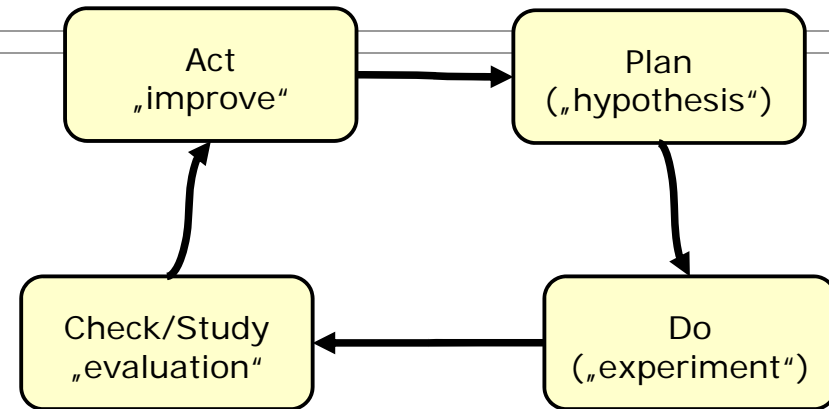 Act
„improve“
Plan
(„hypothesis“)
Check/Study
„evaluation“
Do
(„experiment“)